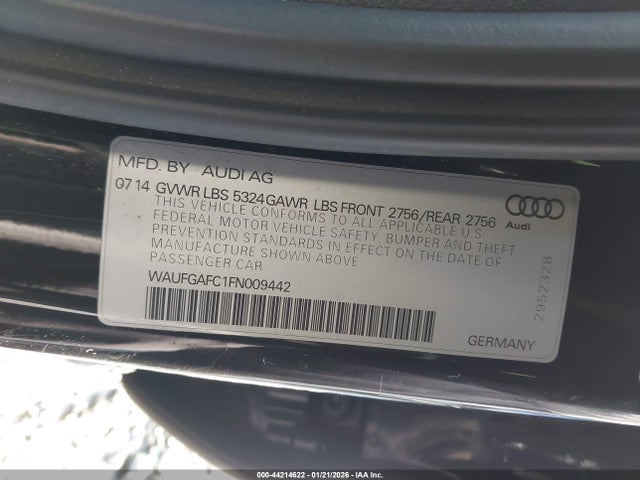 MFD. BY AUDI AG
07 14 GVWR LBS 5324 GAWR LBS FRONT 2756/REAR 2756
THIS VEHICLE CONFORMS TO ALL APPLICABLE U.S
FEDERAL MOTOR VEHICLE SAFETY, BUMPER AND THEFT
PREVENTION STANDARDS IN EFFECT ON THE DATE OF
MANUFACTURE SHOWN ABOVE
PASSENGER CAR
WAUFGAFC1FN009442
Audi
2952328
GERMANY
000-44214622 - 01/21/2026 - IAA Inc.